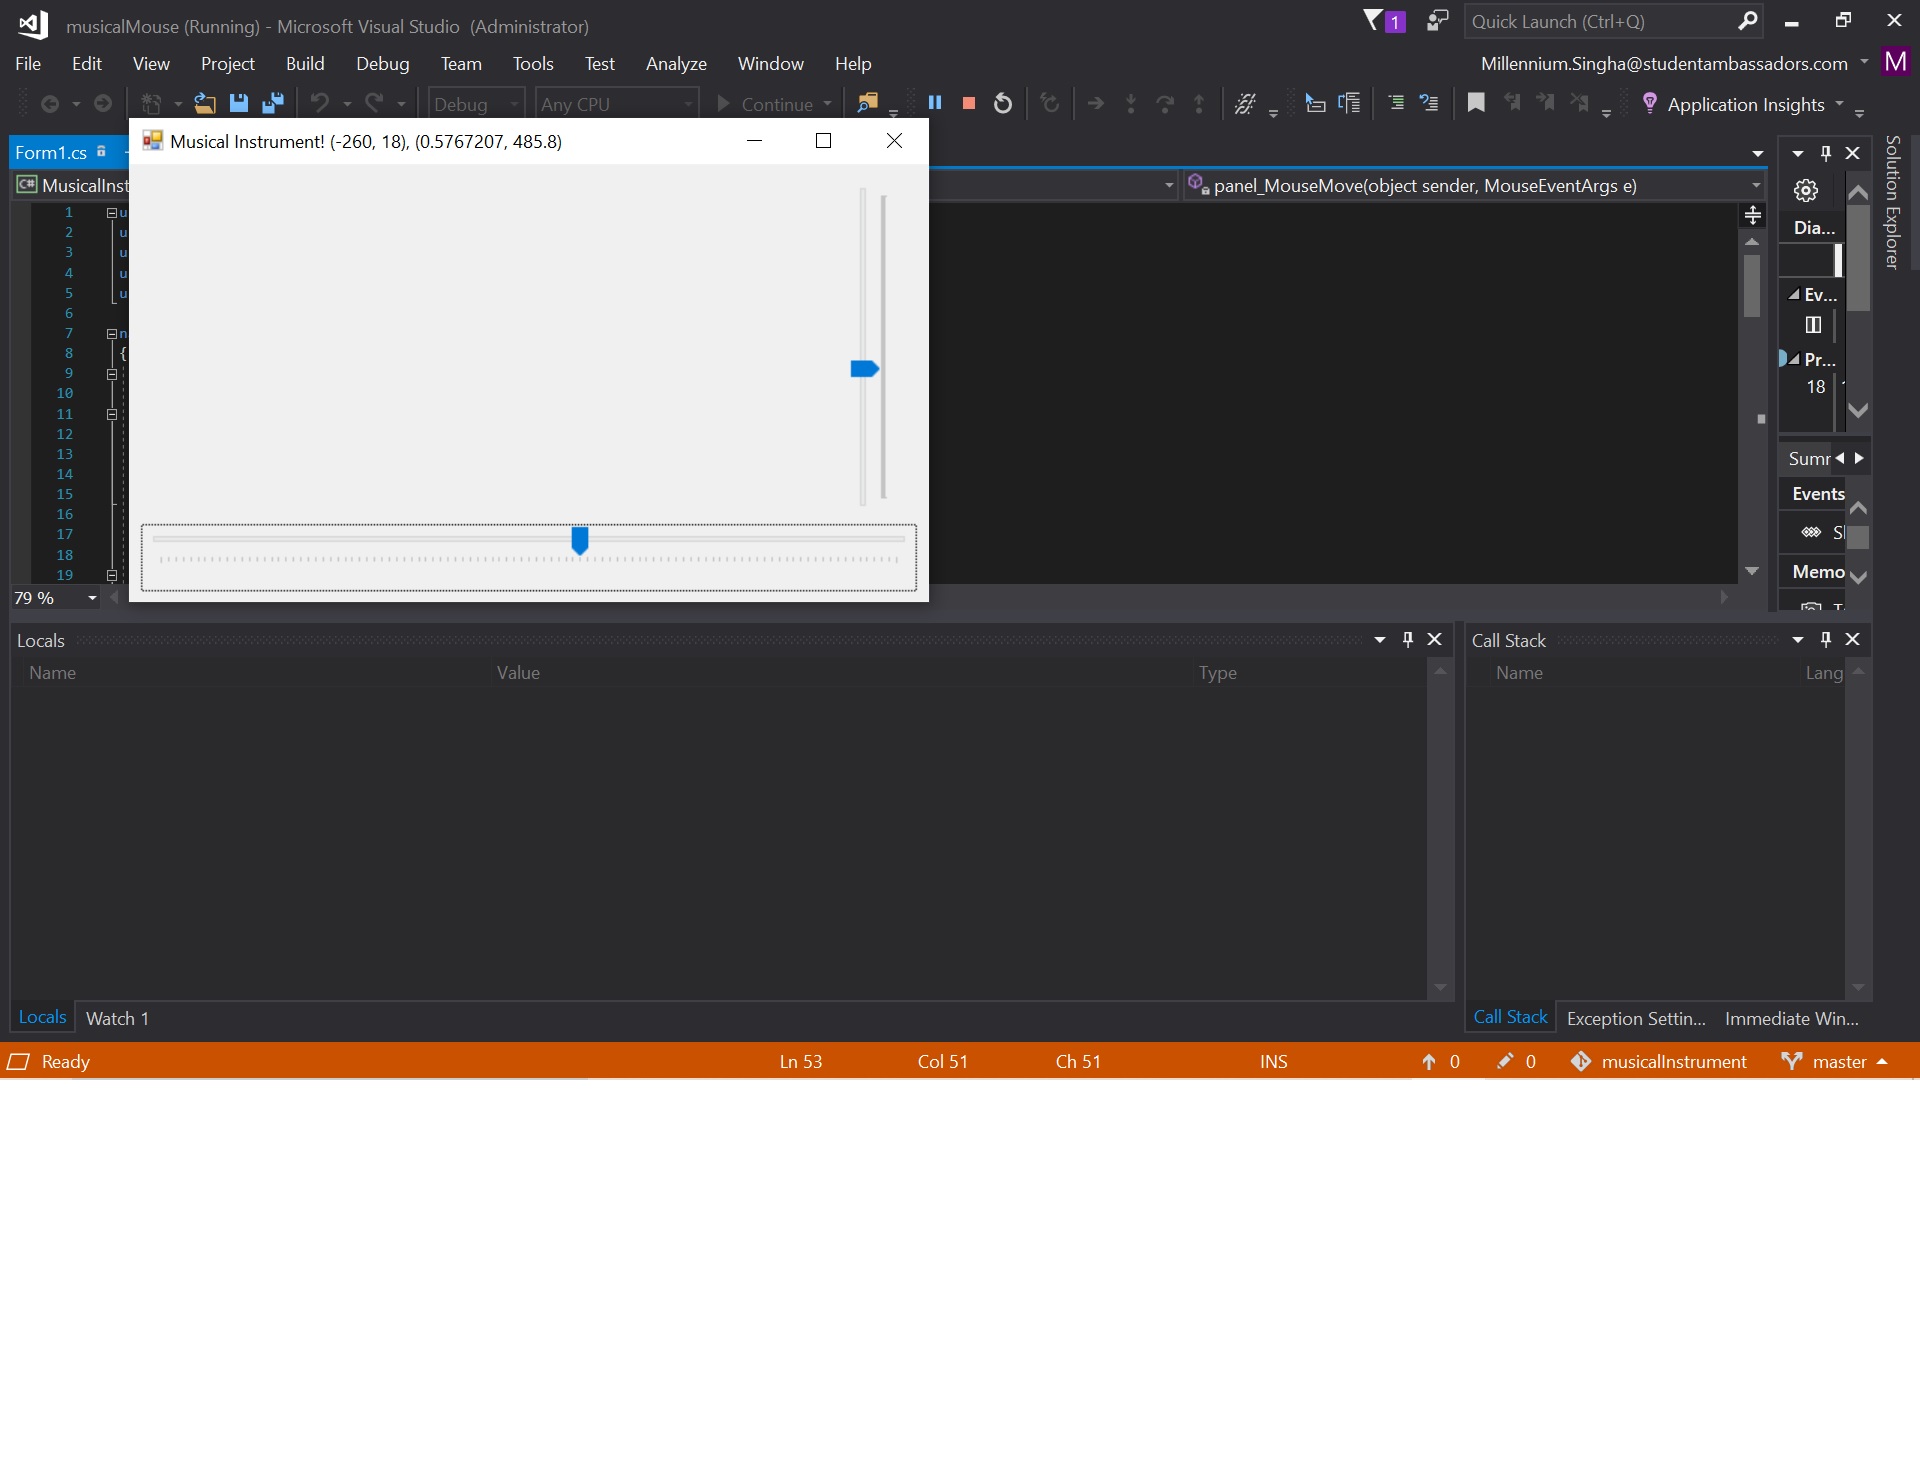 musicalMouse (Running) - Microsoft Visual Studio (Administrator)
1
Quick Launch (Ctrl+Q)
File Edit View Project Build Debug Team Tools Test Analyze Window Help
Millennium.Singha@studentambassadors.com M
Debug Any CPU Continue Application Insights
Musical Instrument! (-260, 18), (0.5767207, 485.8)
Form1.cs
C# MusicalInst
panel_MouseMove(object sender, MouseEventArgs e)
Solution Explorer
1 u
2 u
3 u
4 u
5 u
6
7 n
8 {
9
10
11
12
13
14
15
16
17
18
19
Dia...
Ev...
Pr...
18
Summ
Events
Memo
79 %
Locals
Name Value Type
Call Stack
Name Lang
Locals Watch 1
Call Stack Exception Settin... Immediate Win...
Ready Ln 53 Col 51 Ch 51 INS 0 0 musicalInstrument master